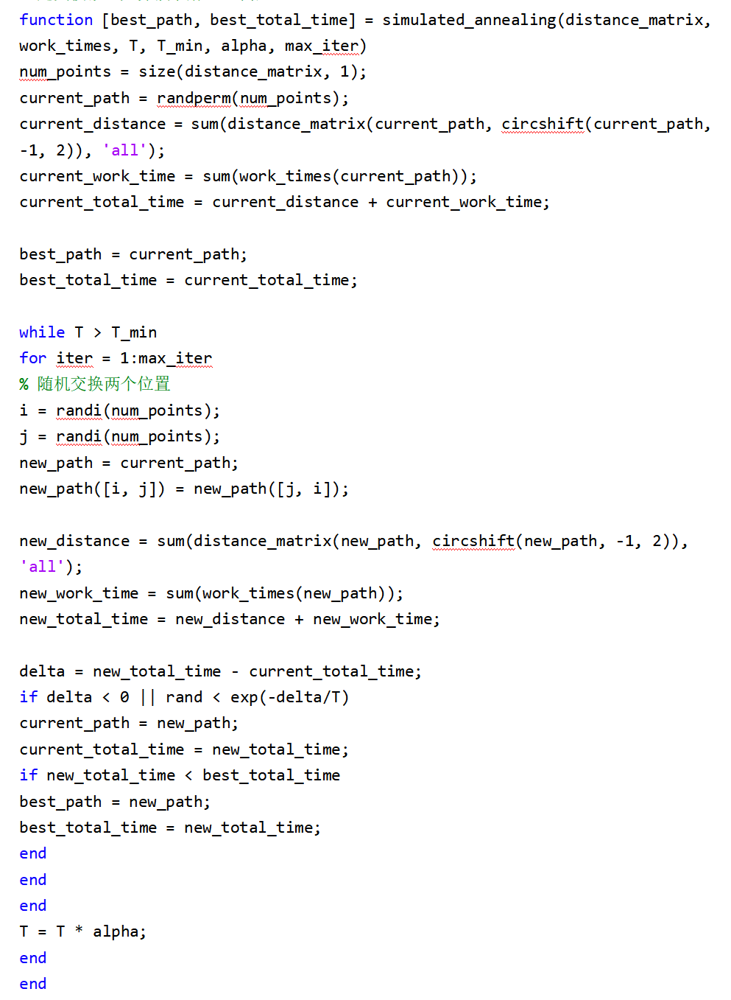 function [best_path, best_total_time] = simulated_annealing(distance_matrix,
work_times, T, T_min, alpha, max_iter)
num_points = size(distance_matrix, 1);
current_path = randperm(num_points);
current_distance = sum(distance_matrix(current_path, circshift(current_path,
-1, 2)), 'all');
current_work_time = sum(work_times(current_path));
current_total_time = current_distance + current_work_time;
best_path = current_path;
best_total_time = current_total_time;
while T > T_min
for iter = 1:max_iter
% 随机交换两个位置
i = randi(num_points);
j = randi(num_points);
new_path = current_path;
new_path([i, j]) = new_path([j, i]);
new_distance = sum(distance_matrix(new_path, circshift(new_path, -1, 2)),
'all');
new_work_time = sum(work_times(new_path));
new_total_time = new_distance + new_work_time;
delta = new_total_time - current_total_time;
if delta < 0 || rand < exp(-delta/T)
current_path = new_path;
current_total_time = new_total_time;
if new_total_time < best_total_time
best_path = new_path;
best_total_time = new_total_time;
end
end
end
T = T * alpha;
end
end